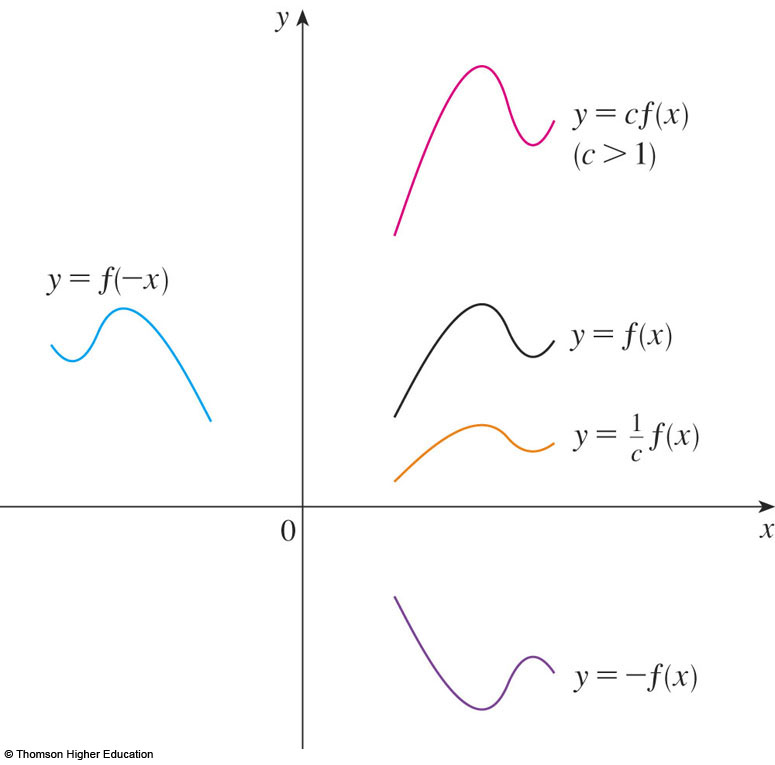 y
y = cf(x)
(c > 1)
y = f(−x)
y = f(x)
y = 1/c f(x)
0
x
y = −f(x)
© Thomson Higher Education